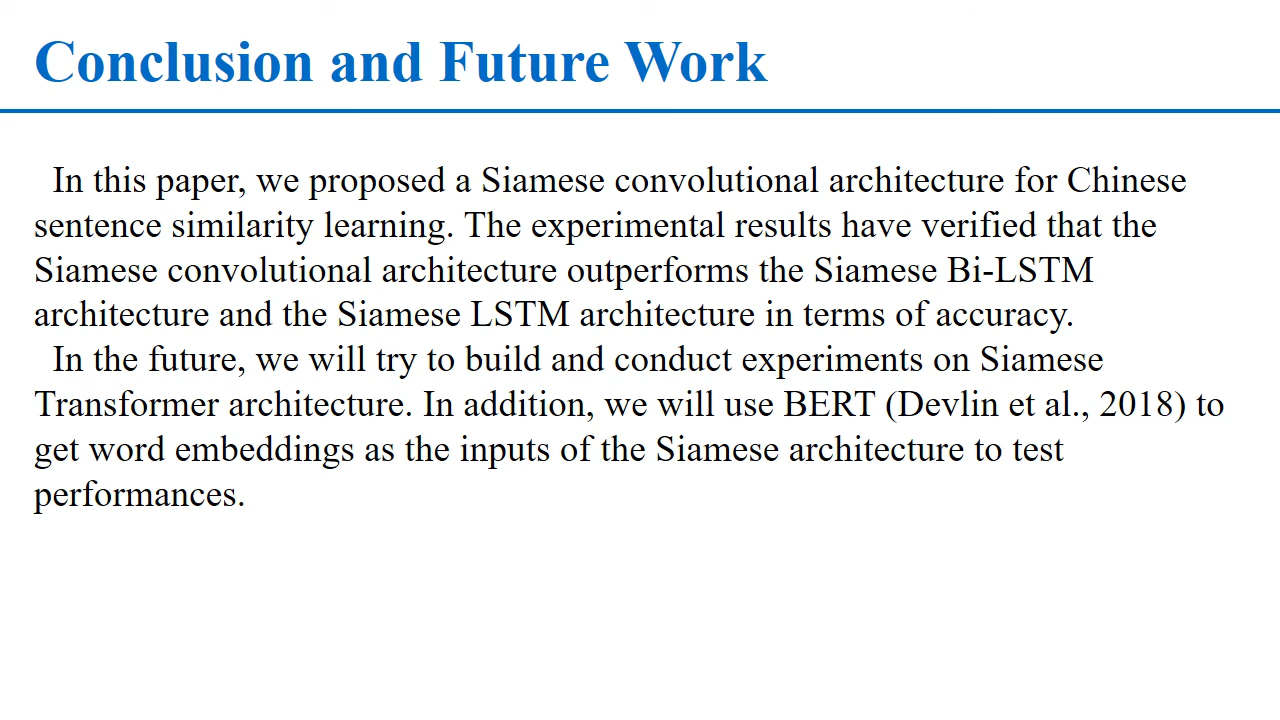 Conclusion and Future Work
In this paper, we proposed a Siamese convolutional architecture for Chinese
sentence similarity learning. The experimental results have verified that the
Siamese convolutional architecture outperforms the Siamese Bi-LSTM
architecture and the Siamese LSTM architecture in terms of accuracy.
In the future, we will try to build and conduct experiments on Siamese
Transformer architecture. In addition, we will use BERT (Devlin et al., 2018) to
get word embeddings as the inputs of the Siamese architecture to test
performances.